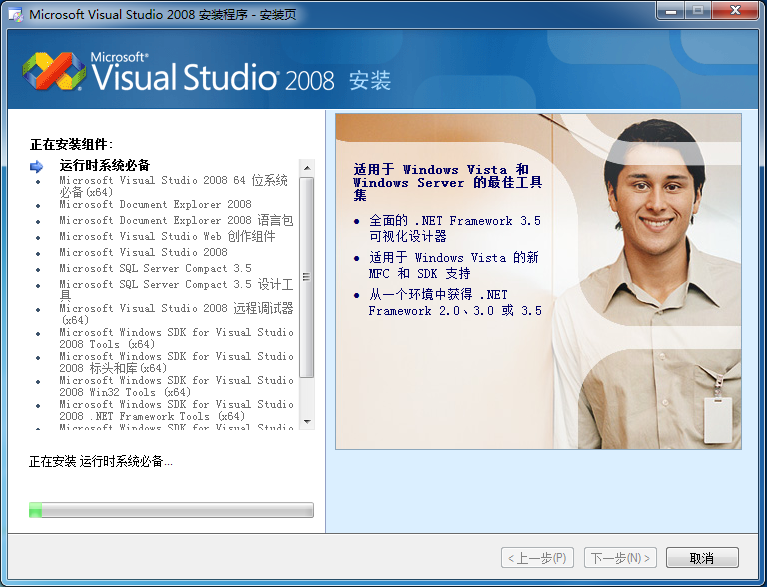 Microsoft Visual Studio 2008 安装程序 - 安装页
Microsoft®
Visual Studio® 2008 安装
正在安装组件:
运行时系统必备
Microsoft Visual Studio 2008 64 位系统
必备(x64)
Microsoft Document Explorer 2008
Microsoft Document Explorer 2008 语言包
Microsoft Visual Studio Web 创作组件
Microsoft Visual Studio 2008
Microsoft SQL Server Compact 3.5
Microsoft SQL Server Compact 3.5 设计工
具
Microsoft Visual Studio 2008 远程调试器
(x64)
Microsoft Windows SDK for Visual Studio
2008 Tools (x64)
Microsoft Windows SDK for Visual Studio
2008 标头和库(x64)
Microsoft Windows SDK for Visual Studio
2008 Win32 Tools (x64)
Microsoft Windows SDK for Visual Studio
2008 .NET Framework Tools (x64)
Microsoft Windows SDK for Visual Studio
正在安装 运行时系统必备...
适用于 Windows Vista 和
Windows Server 的最佳工具
集
• 全面的 .NET Framework 3.5
可视化设计器
• 适用于 Windows Vista 的新
MFC 和 SDK 支持
• 从一个环境中获得 .NET
Framework 2.0、3.0 或 3.5
<上一步(P)
下一步(N)>
取消